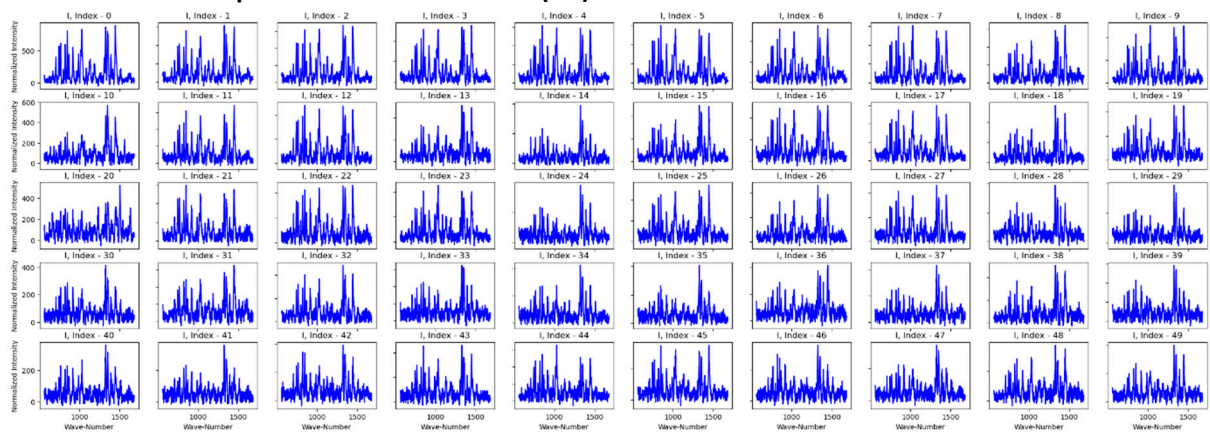 I, Index - 0 I, Index - 1 I, Index - 2 I, Index - 3 I, Index - 4 I, Index - 5 I, Index - 6 I, Index - 7 I, Index - 8 I, Index - 9
Normalized Intensity
500
0
I, Index - 10 I, Index - 11 I, Index - 12 I, Index - 13 I, Index - 14 I, Index - 15 I, Index - 16 I, Index - 17 I, Index - 18 I, Index - 19
Normalized Intensity
600
400
200
0
I, Index - 20 I, Index - 21 I, Index - 22 I, Index - 23 I, Index - 24 I, Index - 25 I, Index - 26 I, Index - 27 I, Index - 28 I, Index - 29
Normalized Intensity
400
200
0
I, Index - 30 I, Index - 31 I, Index - 32 I, Index - 33 I, Index - 34 I, Index - 35 I, Index - 36 I, Index - 37 I, Index - 38 I, Index - 39
Normalized Intensity
400
200
0
I, Index - 40 I, Index - 41 I, Index - 42 I, Index - 43 I, Index - 44 I, Index - 45 I, Index - 46 I, Index - 47 I, Index - 48 I, Index - 49
Normalized Intensity
200
0
1000 1500 1000 1500 1000 1500 1000 1500 1000 1500 1000 1500 1000 1500 1000 1500 1000 1500 1000 1500
Wave-Number Wave-Number Wave-Number Wave-Number Wave-Number Wave-Number Wave-Number Wave-Number Wave-Number Wave-Number